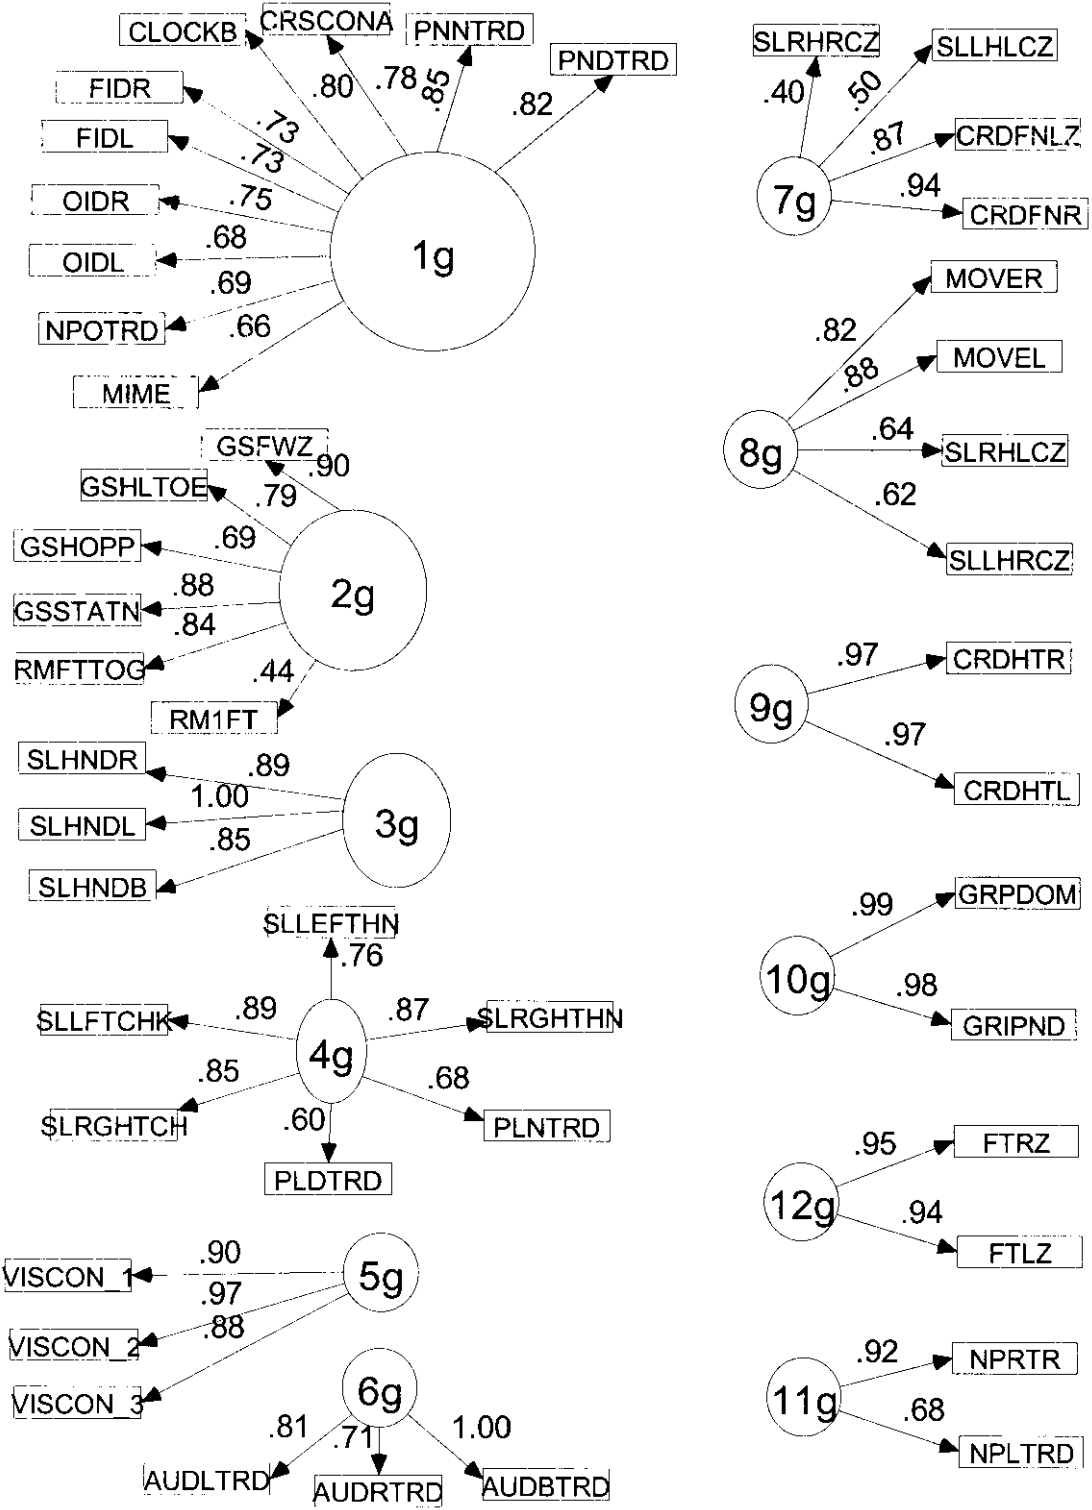 CLOCKB
CRSCONA
PNNTRD
PNDTRD
FIDR
FIDL
OIDR
OIDL
NPOTRD
MIME
.80
.78
.85
.82
.73
.73
.75
.68
.69
.66
1g
GSFWZ
GSHLTOE
GSHOPP
GSSTATN
RMFTTOG
RM1FT
.90
.79
.69
.88
.84
.44
2g
SLHNDR
SLHNDL
SLHNDB
.89
1.00
.85
3g
SLLEFTHN
.76
SLLFTCHK
.89
.87
SLRGHTHN
4g
SLRGHTCH
.85
.68
PLNTRD
.60
PLDTRD
VISCON_1
VISCON_2
VISCON_3
.90
.97
.88
5g
6g
.81
.71
1.00
AUDLTRD
AUDRTRD
AUDBTRD
SLRHRCZ
SLLHLCZ
CRDFNLZ
CRDFNR
.40
.50
.87
.94
7g
MOVER
MOVEL
SLRHLCZ
SLLHRCZ
.82
.88
.64
.62
8g
CRDHTR
CRDHTL
.97
.97
9g
GRPDOM
GRIPND
.99
.98
10g
FTRZ
FTLZ
.95
.94
12g
NPRTR
NPLTRD
.92
.68
11g